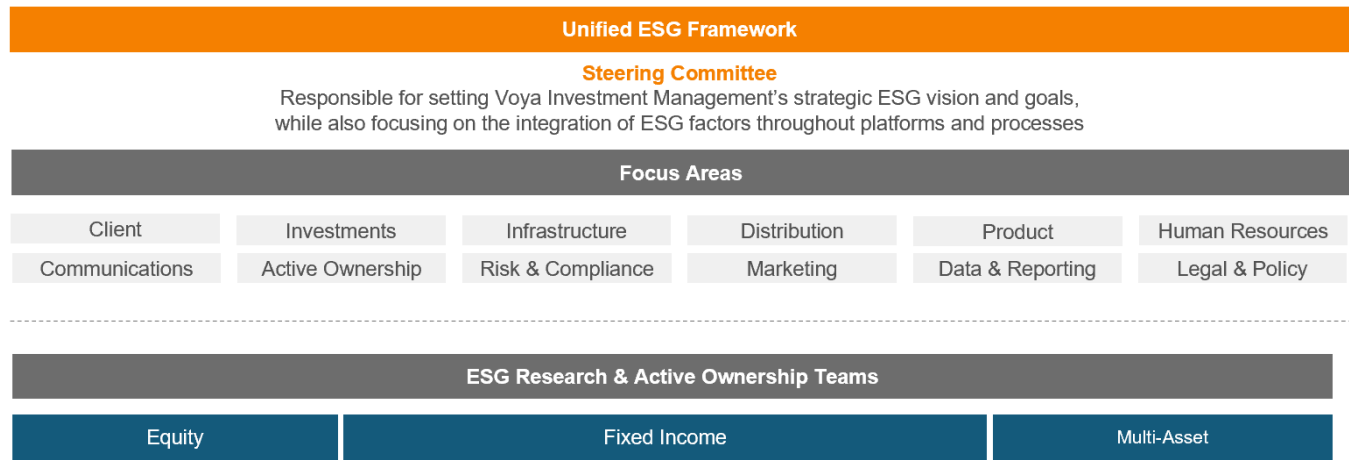 Unified ESG Framework
Steering Committee
Responsible for setting Voya Investment Management's strategic ESG vision and goals,
while also focusing on the integration of ESG factors throughout platforms and processes
Focus Areas
Client
Investments
Infrastructure
Distribution
Product
Human Resources
Communications
Active Ownership
Risk & Compliance
Marketing
Data & Reporting
Legal & Policy
ESG Research & Active Ownership Teams
Equity
Fixed Income
Multi-Asset